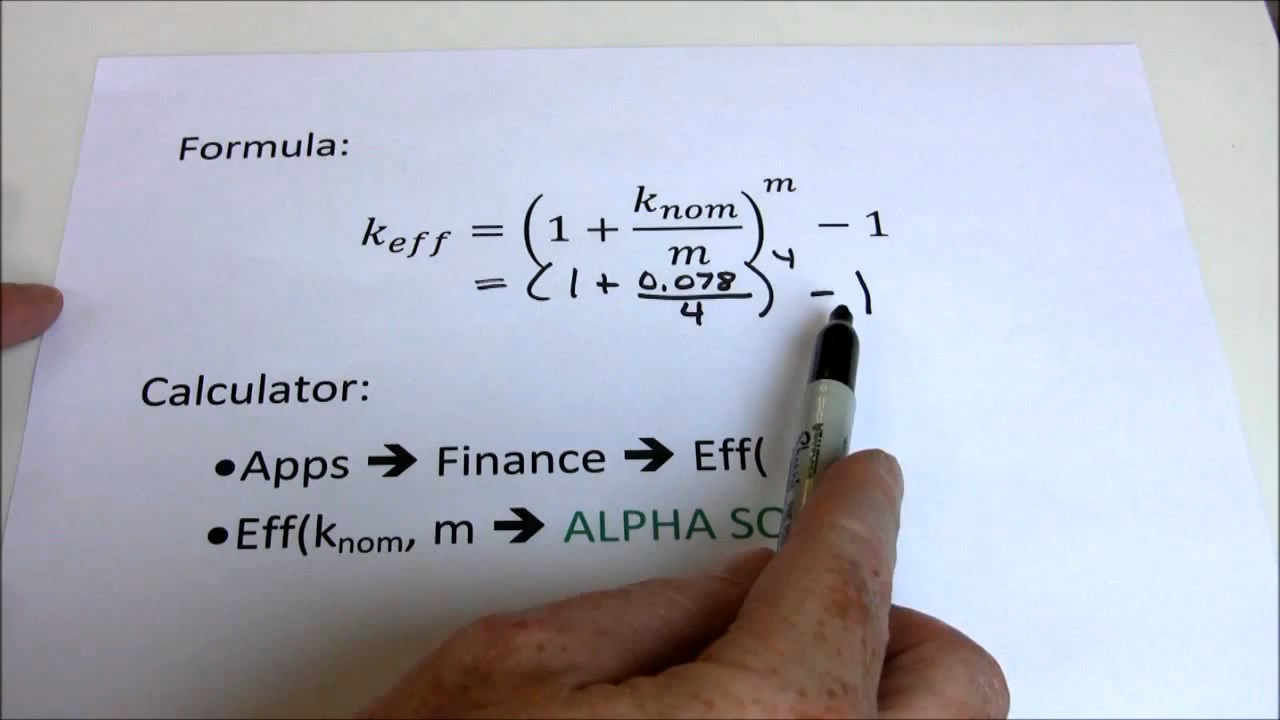 Formula:
k_eff = (1 + k_nom/m)^m − 1
= (1 + 0.078/4)^4 − 1
Calculator:
•Apps ➔ Finance ➔ Eff(
•Eff(k_nom, m ➔ ALPHA